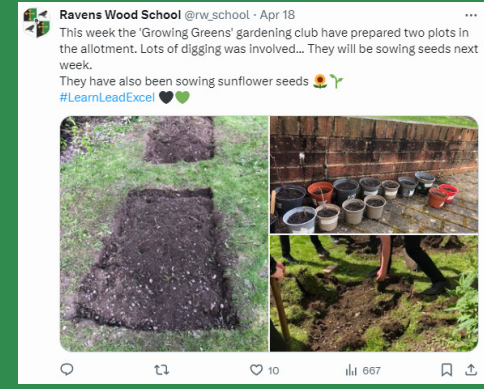 Ravens Wood School @rw_school · Apr 18
This week the 'Growing Greens' gardening club have prepared two plots in
the allotment. Lots of digging was involved... They will be sowing seeds next
week.
They have also been sowing sunflower seeds 🌻🌱
#LearnLeadExcel 🖤💚
10
667